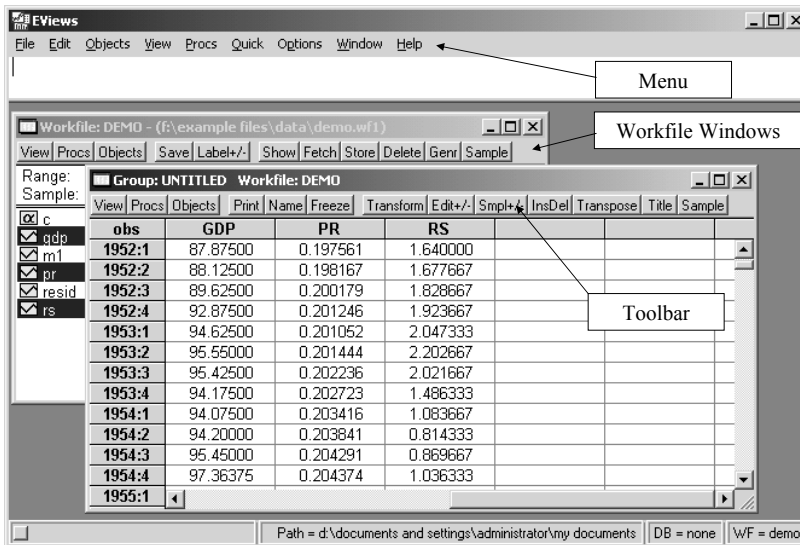 EViews
File Edit Objects View Procs Quick Options Window Help
Menu
Workfile: DEMO - (f:\example files\data\demo.wf1)
Workfile Windows
View Procs Objects Save Label+/- Show Fetch Store Delete Genr Sample
Range:
Sample:
Group: UNTITLED Workfile: DEMO
View Procs Objects Print Name Freeze Transform Edit+/- Smpl+/- InsDel Transpose Title Sample
α c
gdp
m1
pr
resid
rs
obs GDP PR RS
1952:1 87.87500 0.197561 1.640000
1952:2 88.12500 0.198167 1.677667
1952:3 89.62500 0.200179 1.828667
1952:4 92.87500 0.201246 1.923667
1953:1 94.62500 0.201052 2.047333
1953:2 95.55000 0.201444 2.202667
1953:3 95.42500 0.202236 2.021667
1953:4 94.17500 0.202723 1.486333
1954:1 94.07500 0.203416 1.083667
1954:2 94.20000 0.203841 0.814333
1954:3 95.45000 0.204291 0.869667
1954:4 97.36375 0.204374 1.036333
1955:1
Toolbar
Path = d:\documents and settings\administrator\my documents DB = none WF = demo